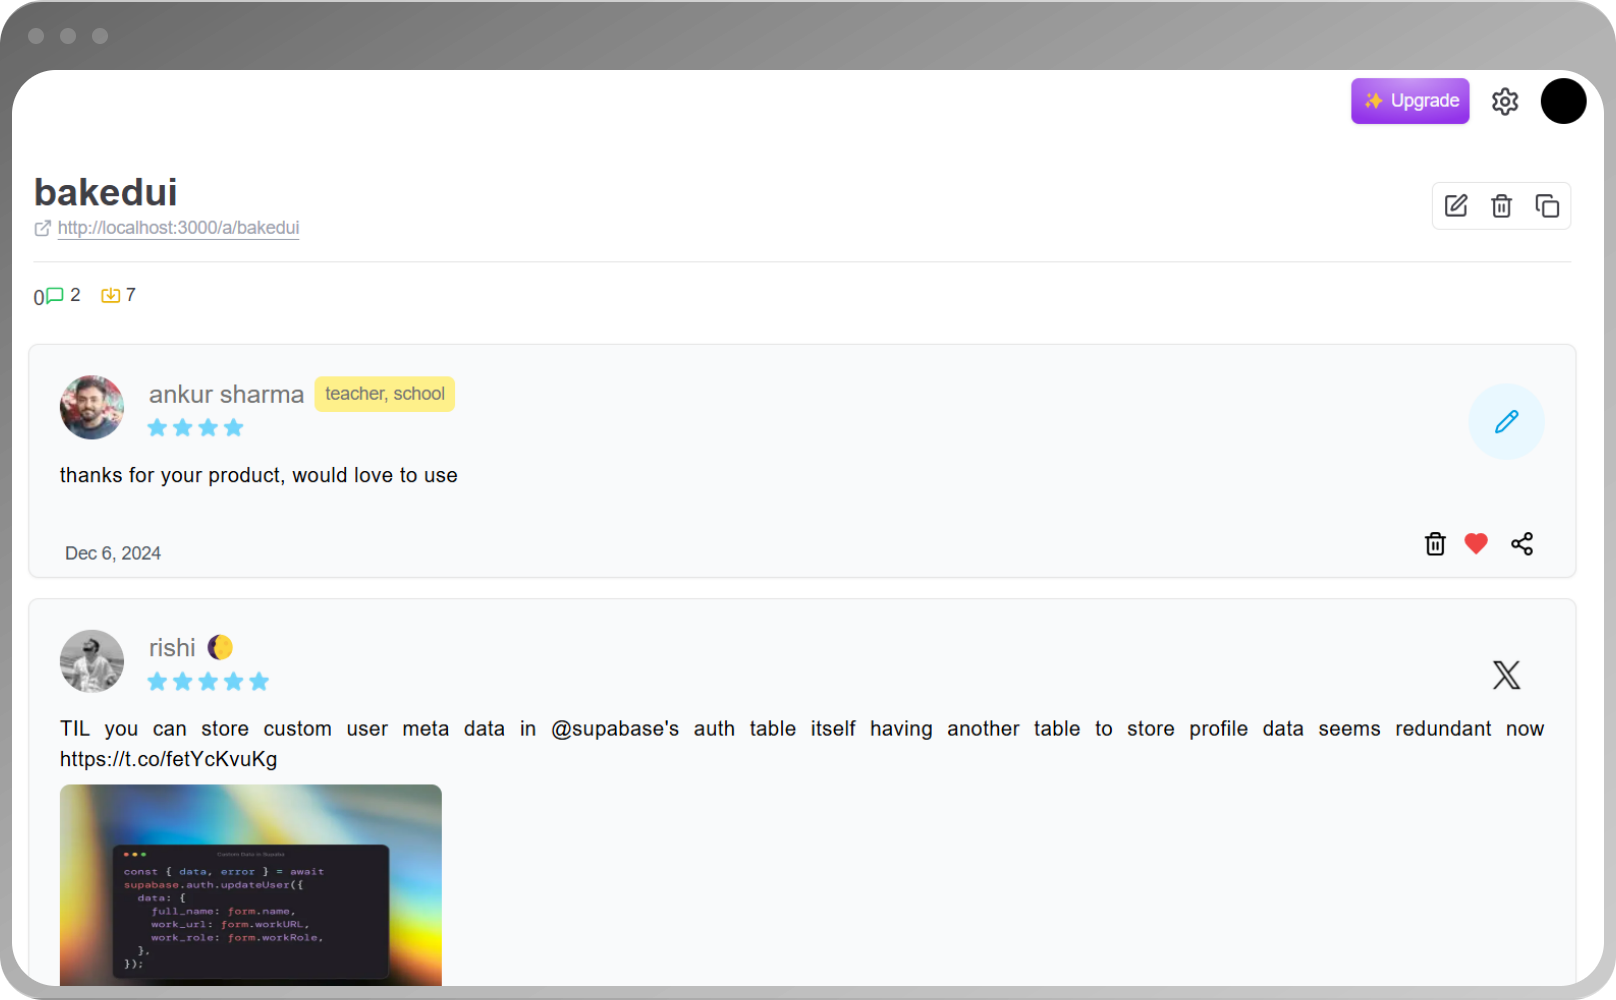 Upgrade
bakedui
http://localhost:3000/a/bakedui
0 2 7
ankur sharma teacher, school
thanks for your product, would love to use
Dec 6, 2024
rishi
TIL you can store custom user meta data in @supabase's auth table itself having another table to store profile data seems redundant now
https://t.co/fetYcKvuKg
Custom Data in Supaba
const { data, error } = await
supabase.auth.updateUser({
data: {
full_name: form.name,
work_url: form.workURL,
work_role: form.workRole,
},
});